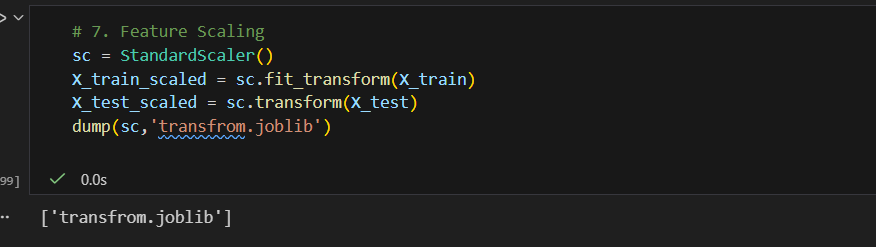 # 7. Feature Scaling
sc = StandardScaler()
X_train_scaled = sc.fit_transform(X_train)
X_test_scaled = sc.transform(X_test)
dump(sc,'transfrom.joblib')
99]
0.0s
['transfrom.joblib']